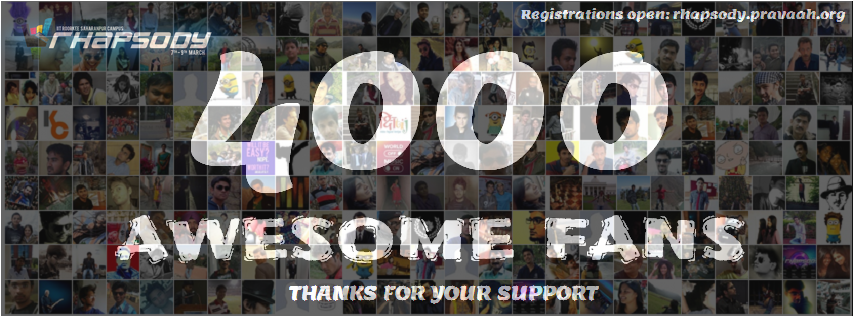 Registrations open: rhapsody.pravaah.org
IIT ROORKEE SAHARANPUR CAMPUS
RHAPSODY
7TH - 9TH MARCH
4000
AWESOME FANS
THANKS FOR YOUR SUPPORT